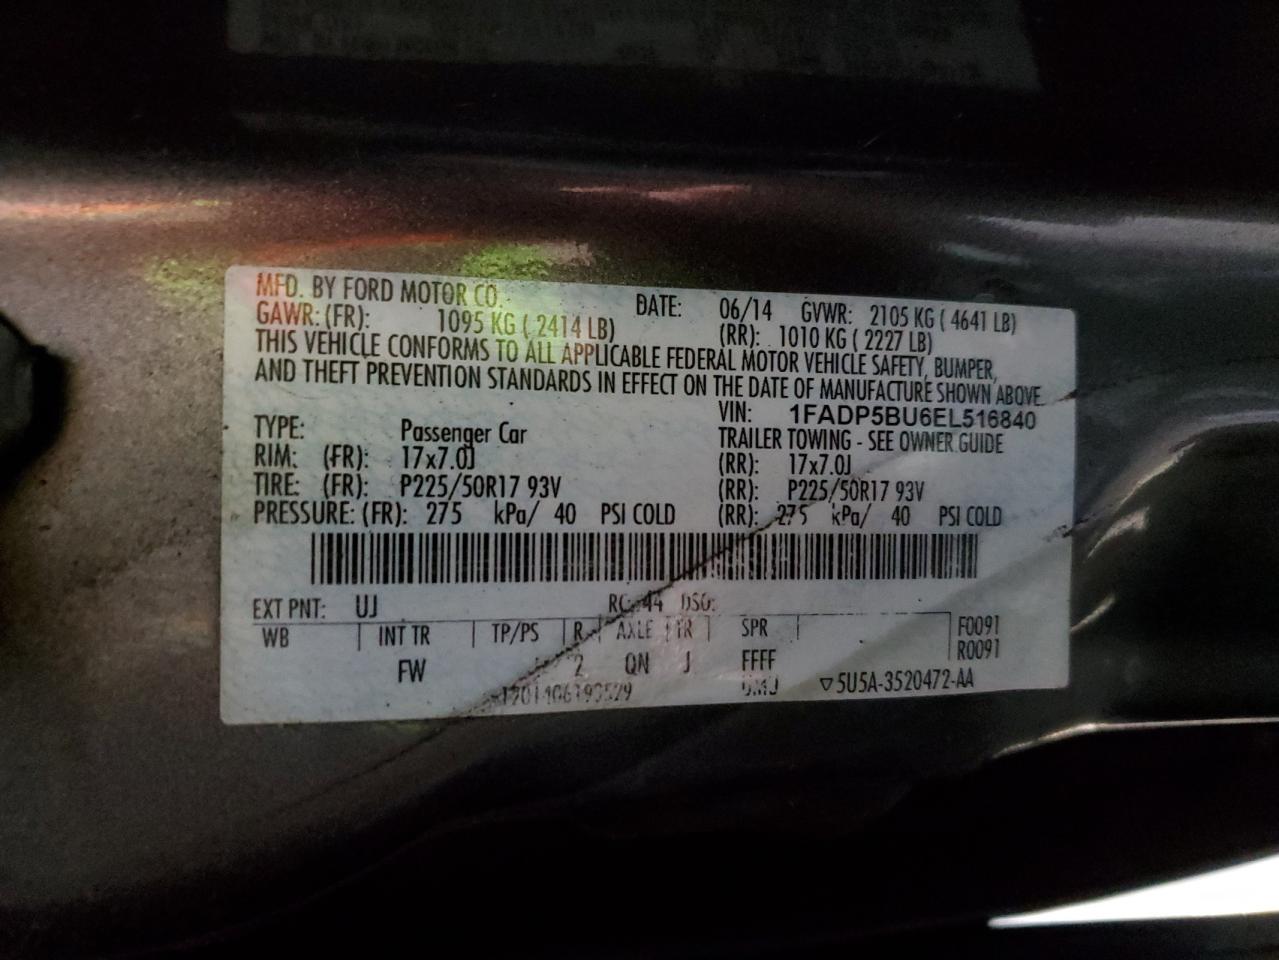 MFD. BY FORD MOTOR CO. DATE: 06/14 GVWR: 2105 KG ( 4641 LB)
GAWR: (FR): 1095 KG ( 2414 LB) (RR): 1010 KG ( 2227 LB)
THIS VEHICLE CONFORMS TO ALL APPLICABLE FEDERAL MOTOR VEHICLE SAFETY, BUMPER,
AND THEFT PREVENTION STANDARDS IN EFFECT ON THE DATE OF MANUFACTURE SHOWN ABOVE.
VIN: 1FADP5BU6EL516840
TYPE: Passenger Car TRAILER TOWING - SEE OWNER GUIDE
RIM: (FR): 17x7.0J (RR): 17x7.0J
TIRE: (FR): P225/50R17 93V (RR): P225/50R17 93V
PRESSURE: (FR): 275 kPa/ 40 PSI COLD (RR): 275 kPa/ 40 PSI COLD
EXT PNT: UJ RC: 44 DSO:
WB INT TR TP/PS R AXLE TR SPR F0091
R0091
FW 2 QN J FFFF
5U5A-3520472-AA